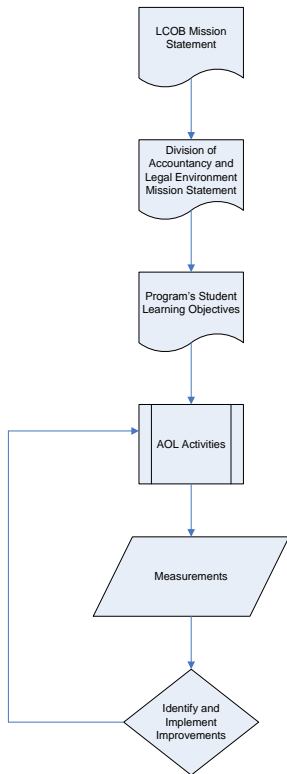 LCOB Mission
Statement
Division of
Accountancy and
Legal Environment
Mission Statement
Program's Student
Learning Objectives
AOL Activities
Measurements
Identify and
Implement
Improvements